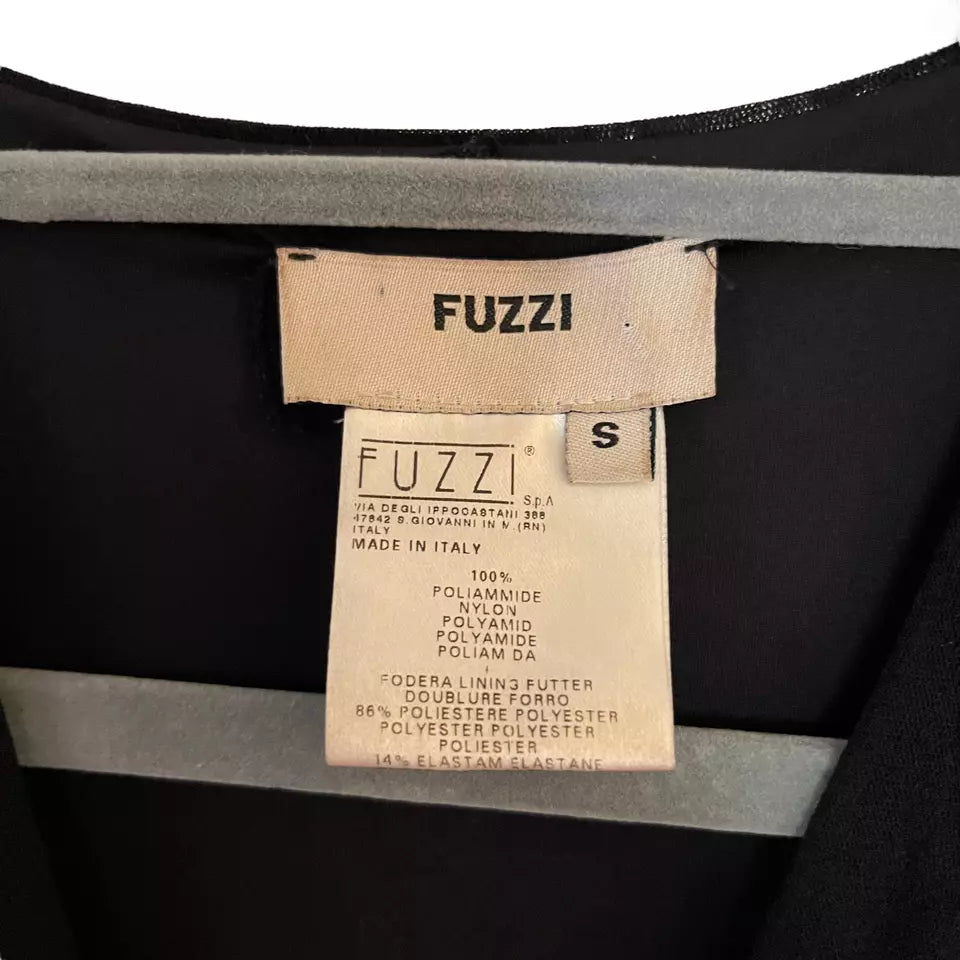 FUZZI
S
FUZZI®
S.p.A
VIA DEGLI IPPOCASTANI 388
47842 S.GIOVANNI IN M.(RN)
ITALY
MADE IN ITALY
100%
POLIAMMIDE
NYLON
POLYAMID
POLYAMIDE
POLIAM DA
FODERA LINING FUTTER
DOUBLURE FORRO
86% POLIESTERE POLYESTER
POLYESTER POLYESTER
POLIESTER
14% ELASTAM ELASTANE